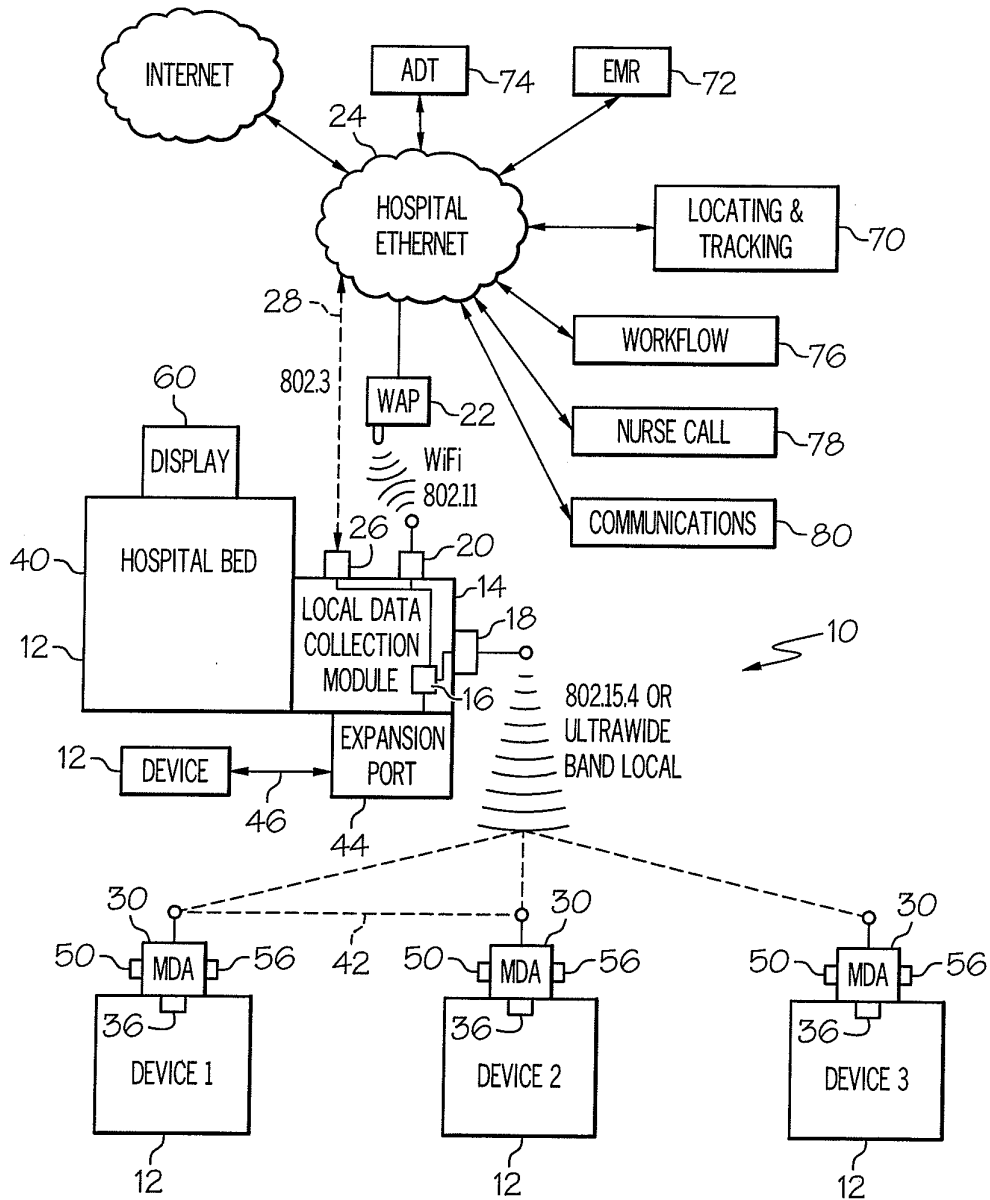 INTERNET
ADT
74
EMR
72
24
HOSPITAL
ETHERNET
LOCATING &
TRACKING
70
28
WORKFLOW
76
802.3
60
WAP
22
NURSE CALL
78
DISPLAY
WiFi
802.11
COMMUNICATIONS
80
26
20
40
HOSPITAL BED
14
LOCAL DATA
COLLECTION
MODULE
18
10
12
16
802.15.4 OR
ULTRAWIDE
BAND LOCAL
EXPANSION
PORT
12
DEVICE
46
44
30
30
30
42
50
MDA
56
50
MDA
56
50
MDA
56
36
36
36
DEVICE 1
DEVICE 2
DEVICE 3
12
12
12